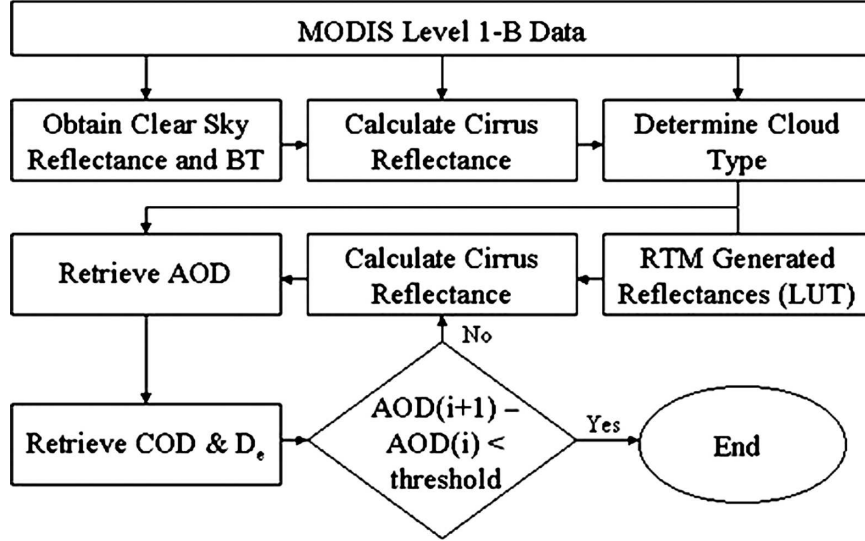 MODIS Level 1-B Data
Obtain Clear Sky
Reflectance and BT
Calculate Cirrus
Reflectance
Determine Cloud
Type
Retrieve AOD
Calculate Cirrus
Reflectance
RTM Generated
Reflectances (LUT)
No
Retrieve COD & Dₑ
AOD(i+1) –
AOD(i) <
threshold
Yes
End